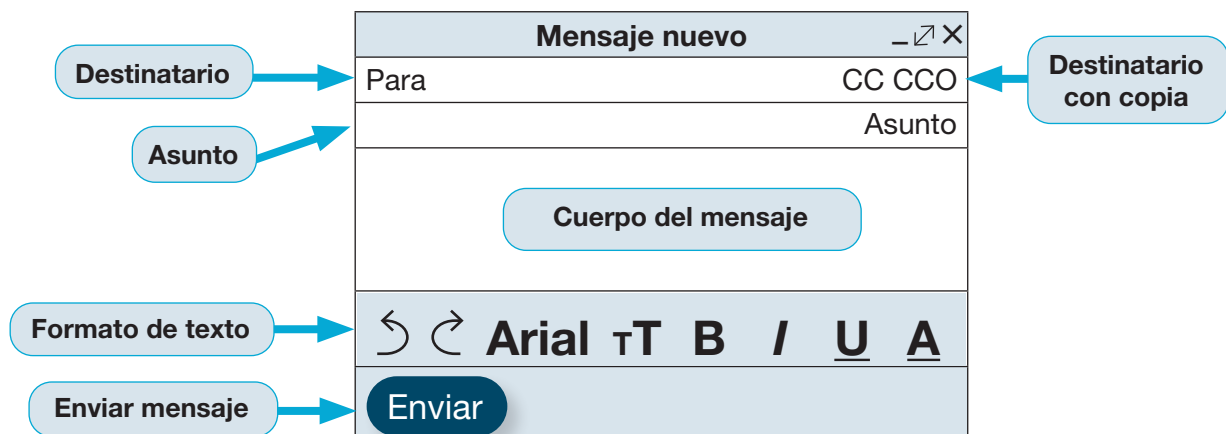 Mensaje nuevo
Destinatario
Para
CC CCO
Destinatario
con copia
Asunto
Asunto
Cuerpo del mensaje
Formato de texto
Arial TT B I U A
Enviar mensaje
Enviar